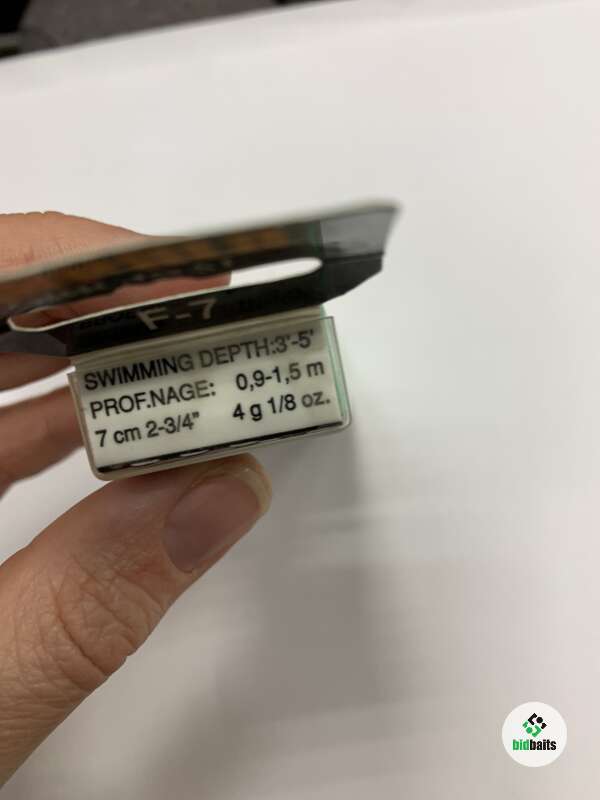 F-7
SWIMMING DEPTH:3'-5'
PROF.NAGE: 0,9-1,5 m
7 cm 2-3/4" 4 g 1/8 oz.
bidbaits